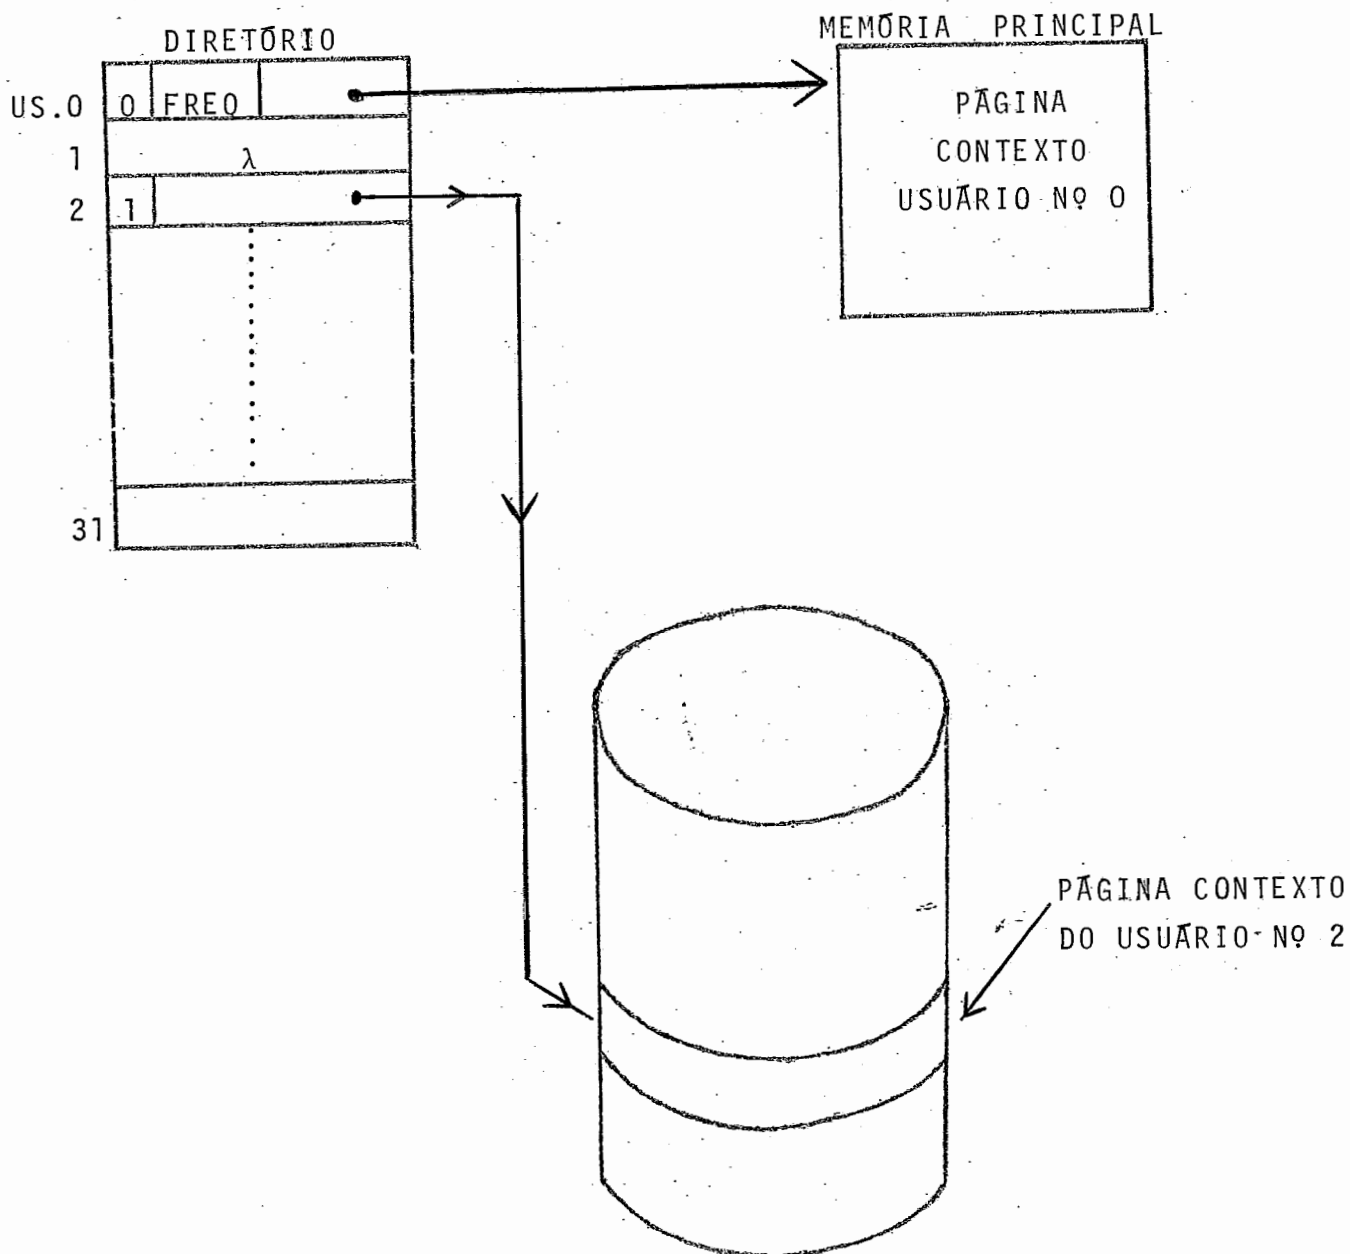 DIRETÓRIO
MEMÓRIA PRINCIPAL
US.0 0 FREQ
1 λ
2 1
31
PÁGINA
CONTEXTO
USUÁRIO Nº 0
PÁGINA CONTEXTO
DO USUÁRIO Nº 2